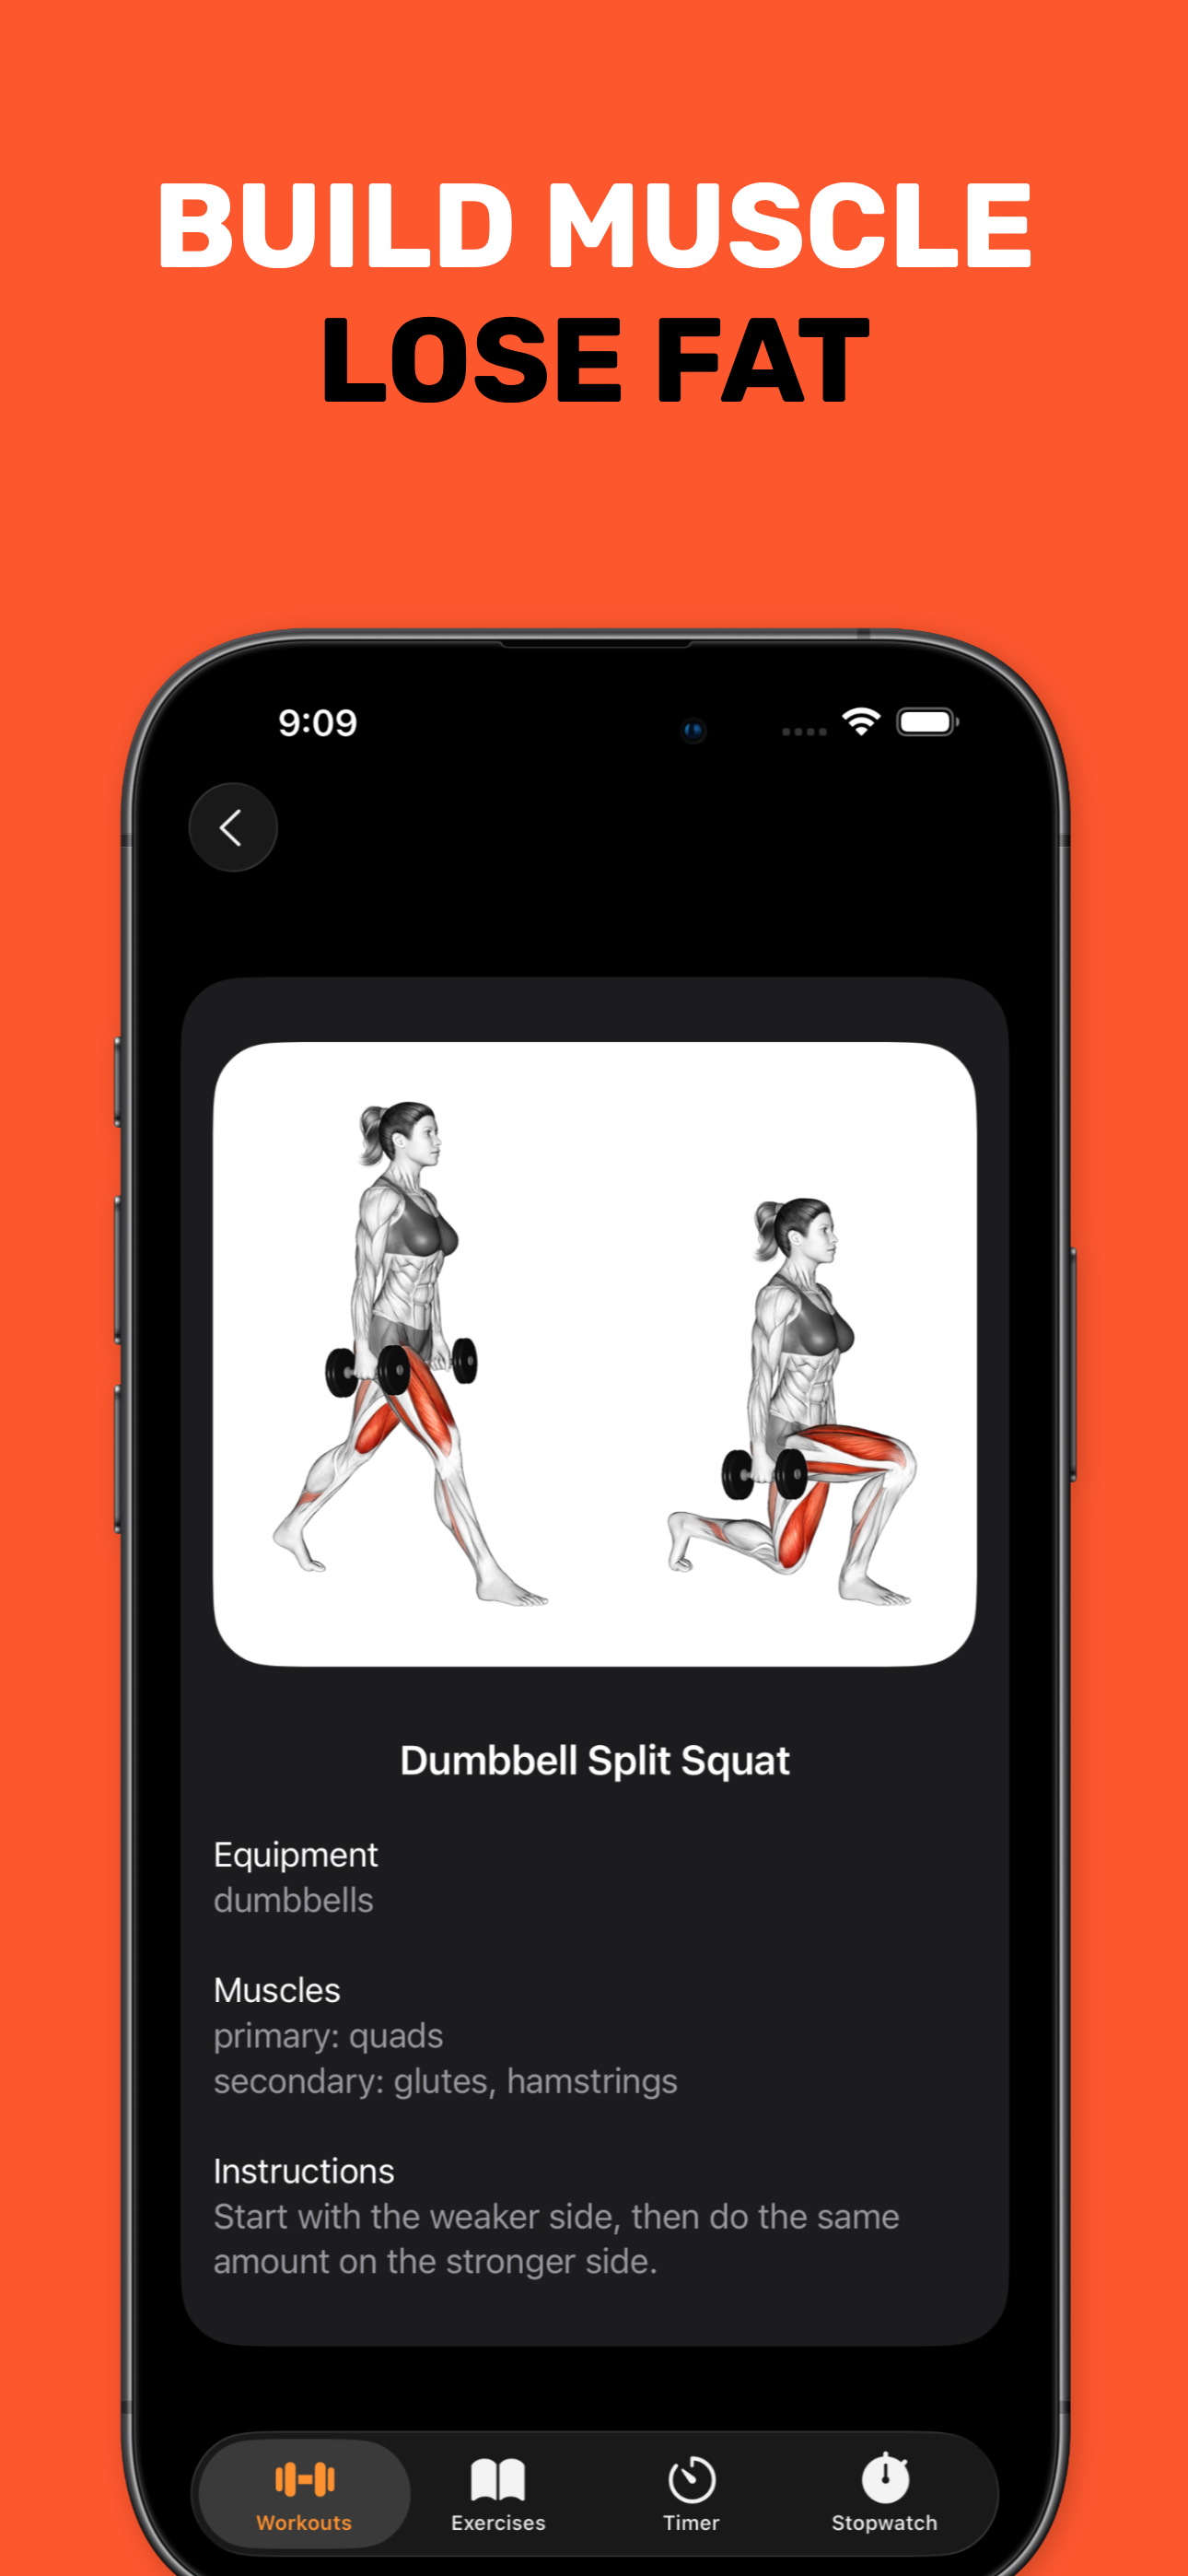 BUILD MUSCLE
LOSE FAT
9:09
Dumbbell Split Squat
Equipment
dumbbells
Muscles
primary: quads
secondary: glutes, hamstrings
Instructions
Start with the weaker side, then do the same
amount on the stronger side.
Workouts
Exercises
Timer
Stopwatch